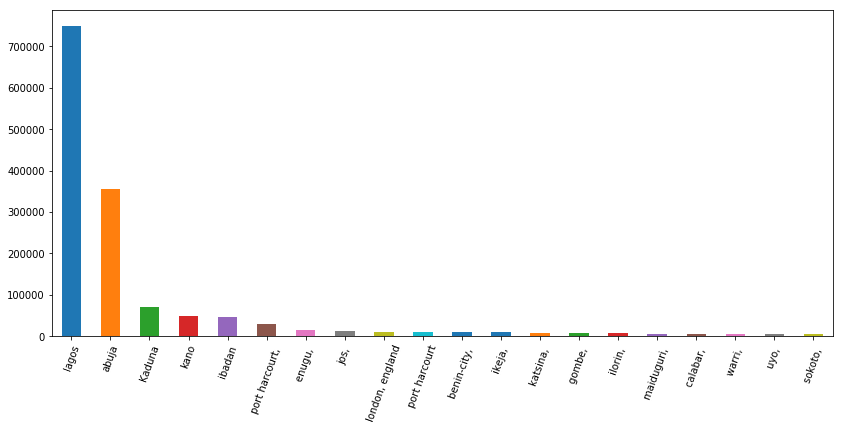 700000
600000
500000
400000
300000
200000
100000
0
lagos
abuja
Kaduna
kano
ibadan
port harcourt,
enugu,
jos,
london, england
port harcourt
benin-city,
ikeja,
katsina,
gombe,
ilorin,
maiduguri,
calabar,
warri,
uyo,
sokoto,